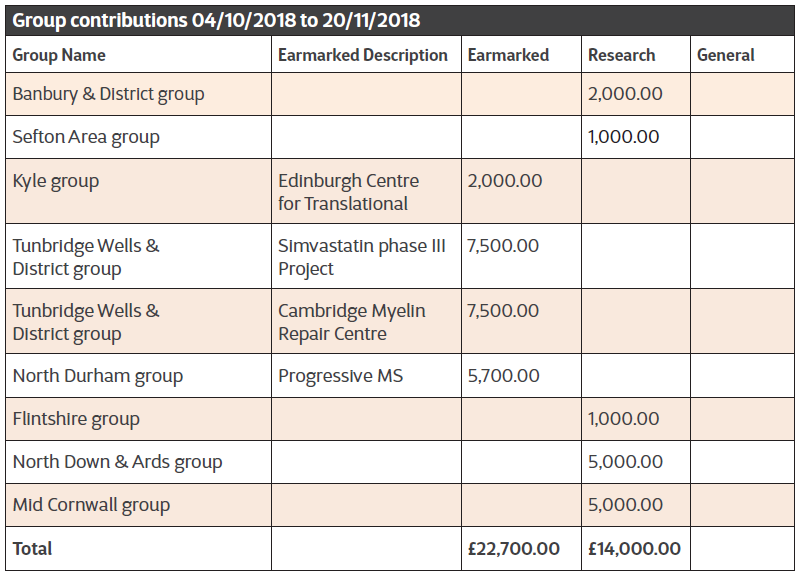 Group contributions 04/10/2018 to 20/11/2018
Group Name Earmarked Description Earmarked Research General
Banbury & District group 2,000.00
Sefton Area group 1,000.00
Kyle group Edinburgh Centre 2,000.00
for Translational
Tunbridge Wells & Simvastatin phase III 7,500.00
District group Project
Tunbridge Wells & Cambridge Myelin 7,500.00
District group Repair Centre
North Durham group Progressive MS 5,700.00
Flintshire group 1,000.00
North Down & Ards group 5,000.00
Mid Cornwall group 5,000.00
Total £22,700.00 £14,000.00